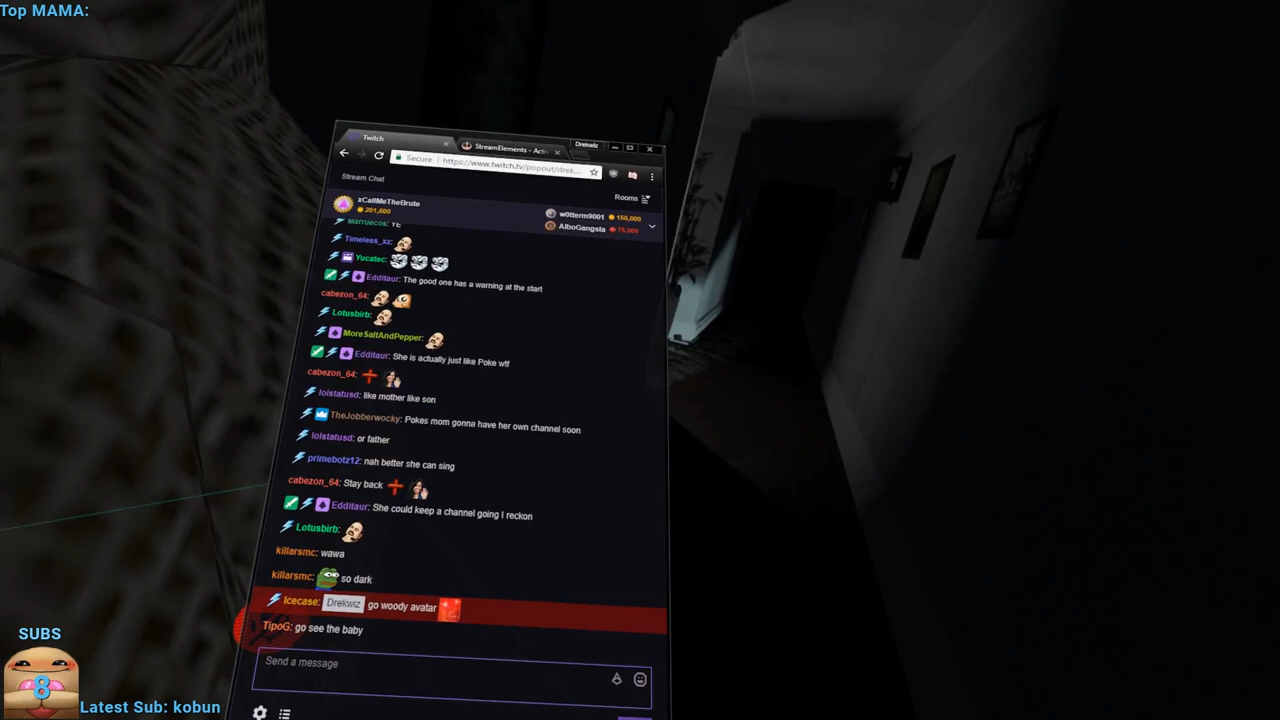 Top MAMA:
Twitch
StreamElements - Acti
Drekwiz
Secure
https://www.twitch.tv/popout/drek...
Stream Chat
Rooms
xCallMeTheBrute
201,600
w0tterm9001 150,000
AlboGangsta 75,000
Marruecos: YE
Timeless_xz:
Yucatec:
Edditaur: The good one has a warning at the start
cabezon_64:
Lotusbirb:
MoreSaltAndPepper:
Edditaur: She is actually just like Poke wtf
cabezon_64:
lolstatusd: like mother like son
TheJobberwocky: Pokes mom gonna have her own channel soon
lolstatusd: or father
primebotz12: nah better she can sing
cabezon_64: Stay back
Edditaur: She could keep a channel going I reckon
Lotusbirb:
killarsmc: wawa
killarsmc: so dark
Icecase: Drekwiz go woody avatar
TipoG: go see the baby
Send a message
SUBS
8
Latest Sub: kobun